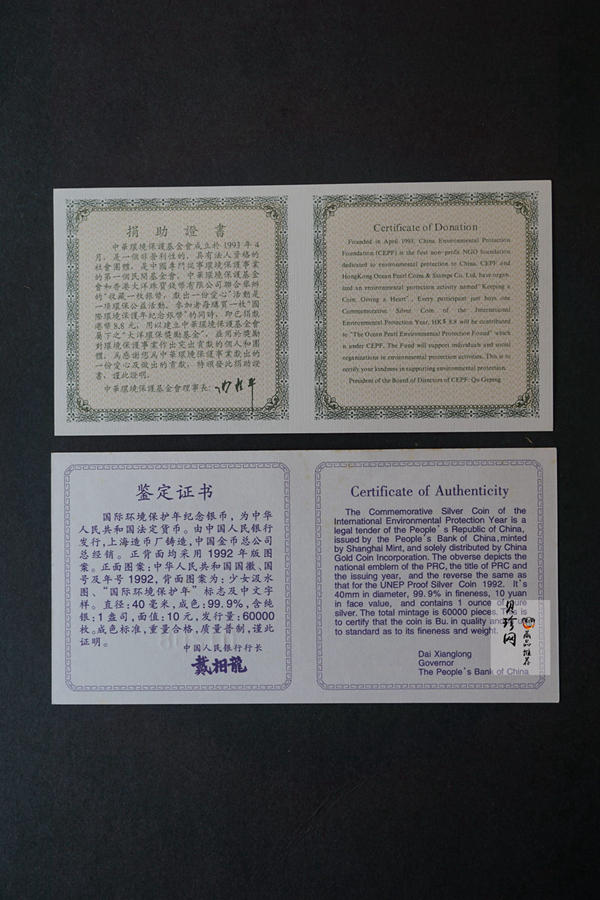 捐助證書
中華環境保護基金會成立於1993年4
月，是一個非營利性的，具有法人資格的
社會團體，是中國專門從事環境保護事業
的第一個民間基金會。中華環境保護基金
會和香港大洋珠寶錢幣有限公司聯合舉辦
的“收藏一枚銀幣，獻出一份愛心”活動是
一項環保公益活動，參加者每購買一枚“國
際環境保護年紀念銀幣”的同時，即已捐獻
港幣8.8元，用以建立中華環境保護基金會
屬下之“大洋環保獎勵基金”，並用於獎勵
對環境保護事業作出突出貢獻的個人和團
體，爲感謝您爲中華環境保護事業獻出的
一份愛心及做出的貢獻，特頒發此捐助證
書，謹此證明。
中華環境保護基金會理事長：
Certificate of Donation
Founded in April 1993, China Environmental Protection
Foundation (CEPF) is the first non-profit NGO foundation
dedicated to environmental protection in China. CEPF and
HongKong Ocean Pearl Coins & Stamps Co. Ltd. have organ-
ized an environment activity named "Keeping a
Coin, Giving a Heart". Every participant just buys one
Commemorative Silver Coin of the International
Environmental Protection Year, HK$ 8.8 will be contributed
to "The Ocean Pearl Environmental Protection Found" which
is under CEPF. The Fund will support individuals and social
organizations in environmental protection activities. This is to
certify your kindness in supporting environmental protection.
President of the Board of Directors of CEPF: Qu Geping
鉴定证书
国际环境保护年纪念银币，为中华
人民共和国法定货币。由中国人民银行
发行，上海造币厂铸造，中国金币总公司
总经销。正背面均采用1992年版图
案。正面图案：中华人民共和国国徽、国
号及年号1992，背面图案为：少女汲水
图、“国际环境保护年”标志及中文字
样。直径：40毫米，成色：99.9%，含纯
银：1盎司，面值：10元，发行量：60000
枚。成色标准，重量合格，质量普制，谨此
证明。
中国人民银行行长
戴相龍
Certificate of Authenticity
The Commemorative Silver Coin of the
International Environmental Protection Year is a
legal tender of the People's Republic of China,
issued by the People's Bank of China, minted
by Shanghai Mint, and solely distributed by China
Gold Coin Incorporation. The obverse depicts the
national emblem of the PRC, the title of PRC and
the issuing year, and the reverse the same as
that for the UNEP Proof Silver Coin 1992. It's
40mm in diameter, 99.9% in fineness, 10 yuan
in face value, and contains 1 ounce of pure
silver. The total mintage is 60000 pieces. This is
to certify that the coin is Bu. in quality and
to standard as to its fineness and weight.
Dai Xianglong
Governor
The People's Bank of China
贝珍网
藏品推荐